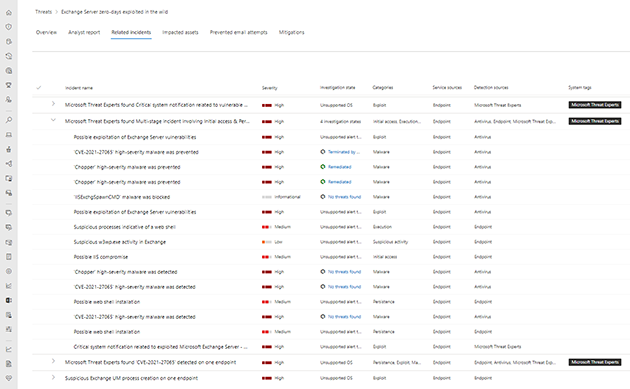 Threats > Exchange Server zero-days exploited in the wild
Overview Analyst report Related incidents Impacted assets Prevented email attempts Mitigations
Incident name Severity Investigation state Categories Service sources Detection sources System tags
Microsoft Threat Experts found Critical system notification related to vulnerable ... High Unsupported OS Exploit Endpoint Microsoft Threat Experts Microsoft Threat Experts
Microsoft Threat Experts found Multi-stage incident involving Initial access & Per... High 4 investigation states Initial access, Execution... Endpoint Antivirus, Endpoint, Microsoft Exp... Microsoft Threat Experts
Possible exploitation of Exchange Server vulnerabilities High Unsupported alert t... Exploit Endpoint Antivirus
'CVE-2021-27065' high-severity malware was prevented High Terminated by ... Malware Endpoint Antivirus
'Chopper' high-severity malware was prevented High Remediated Malware Endpoint Antivirus
'Chopper' high-severity malware was prevented High Remediated Malware Endpoint Antivirus
'IISExchgSpawnCMD' malware was blocked Informational No threats found Malware Endpoint Antivirus
Possible exploitation of Exchange Server vulnerabilities High Unsupported alert t... Exploit Endpoint Endpoint
Suspicious processes indicative of a web shell Medium Unsupported alert t... Execution Endpoint Endpoint
Suspicious w3wp.exe activity in Exchange Low Unsupported alert t... Suspicious activity Endpoint Endpoint
Possible IIS compromise Medium Unsupported alert t... Initial access Endpoint Endpoint
'Chopper' high-severity malware was detected High No threats found Malware Endpoint Antivirus
'CVE-2021-27065' high-severity malware was detected High No threats found Malware Endpoint Antivirus
Possible web shell installation Medium Unsupported alert t... Persistence Endpoint Endpoint
'CVE-2021-27065' high-severity malware was detected High No threats found Malware Endpoint Antivirus
Possible web shell installation Medium Unsupported alert t... Persistence Endpoint Endpoint
Critical system notification related to exploited Microsoft Exchange Server - ... High Unsupported alert t... Exploit Endpoint Microsoft Threat Experts
Microsoft Threat Experts found 'CVE-2021-27065' detected on one endpoint High Unsupported OS Persistence, Exploit, Ma... Endpoint Endpoint, Antivirus, Microsoft Exp... Microsoft Threat Experts
Suspicious Exchange UM process creation on one endpoint High Unsupported OS Exploit Endpoint Endpoint